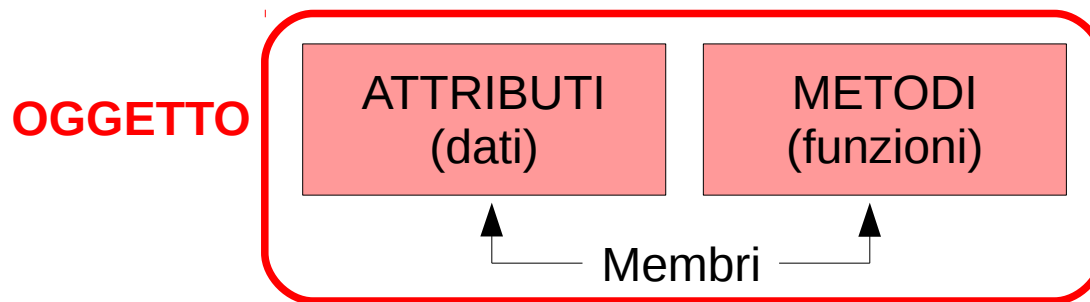 OGGETTO
ATTRIBUTI
(dati)
METODI
(funzioni)
Membri